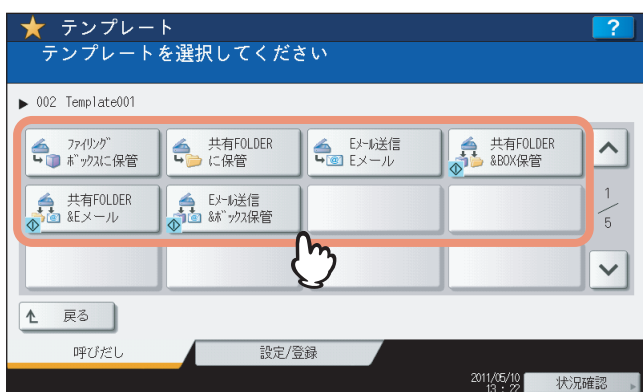 テンプレート
?
テンプレートを選択してください
▶ 002 Template001
ﾌｧｲﾘﾝｸﾞ
ﾎﾞｯｸｽに保管
共有FOLDER
に保管
Eﾒｰﾙ送信
Eメール
共有FOLDER
&BOX保管
共有FOLDER
&Eメール
Eﾒｰﾙ送信
&ﾎﾞｯｸｽ保管
1
5
戻る
呼びだし
設定/登録
2011/05/10
13 : 22
状況確認